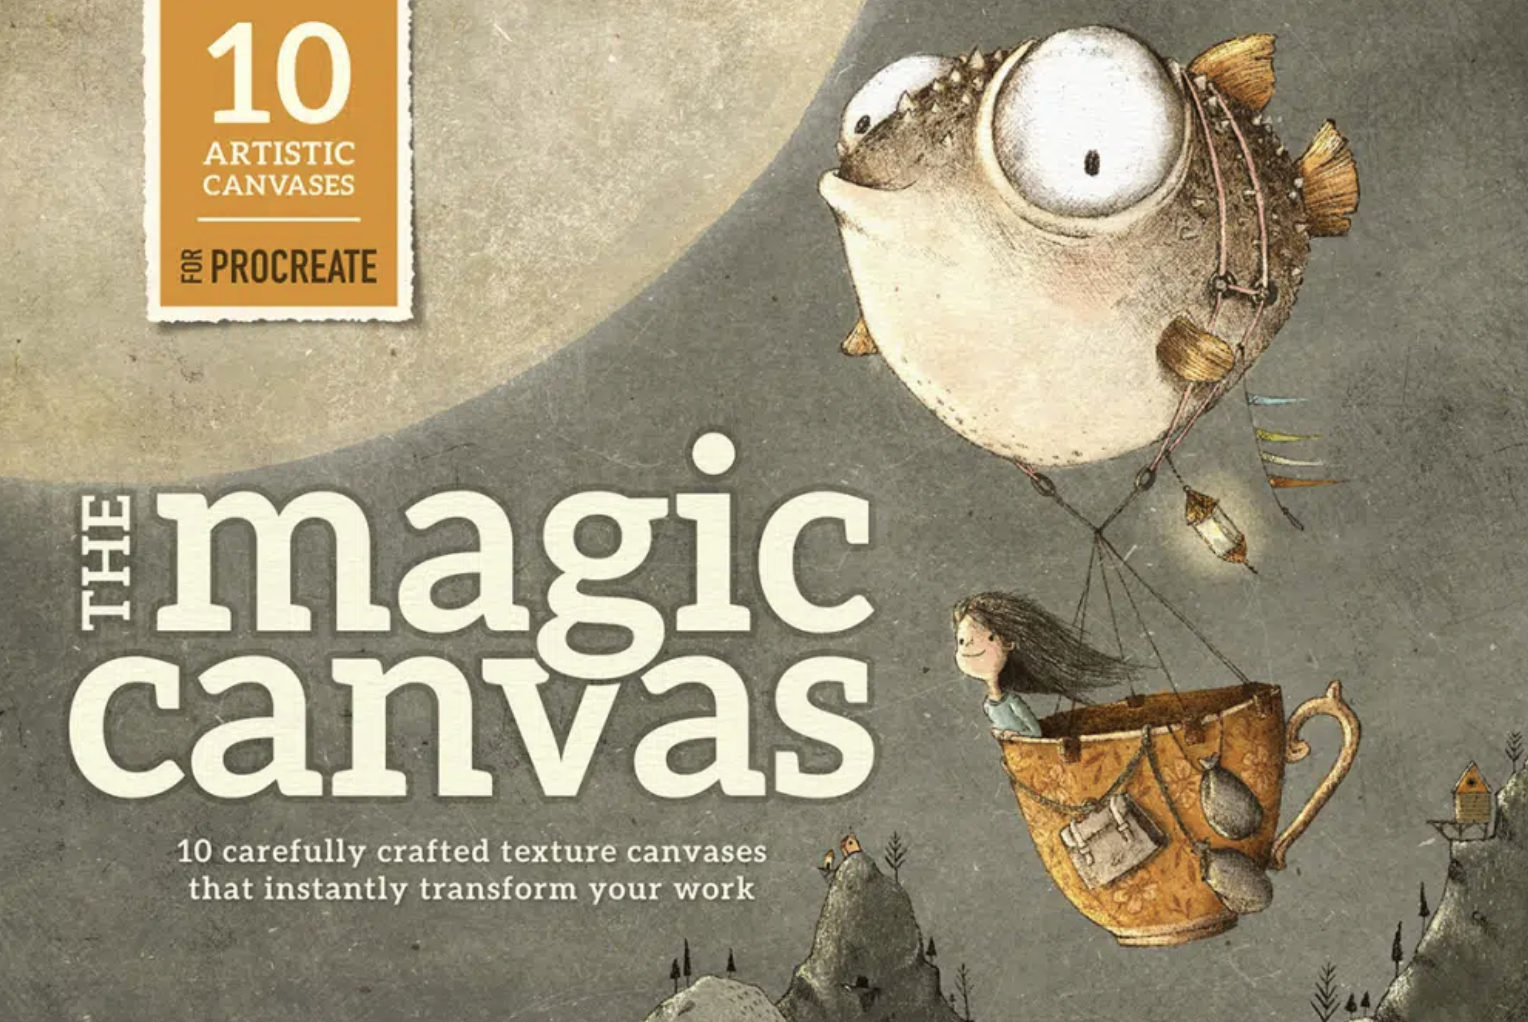 10
ARTISTIC
CANVASES
FOR PROCREATE
THE magic
canvas
10 carefully crafted texture canvases
that instantly transform your work